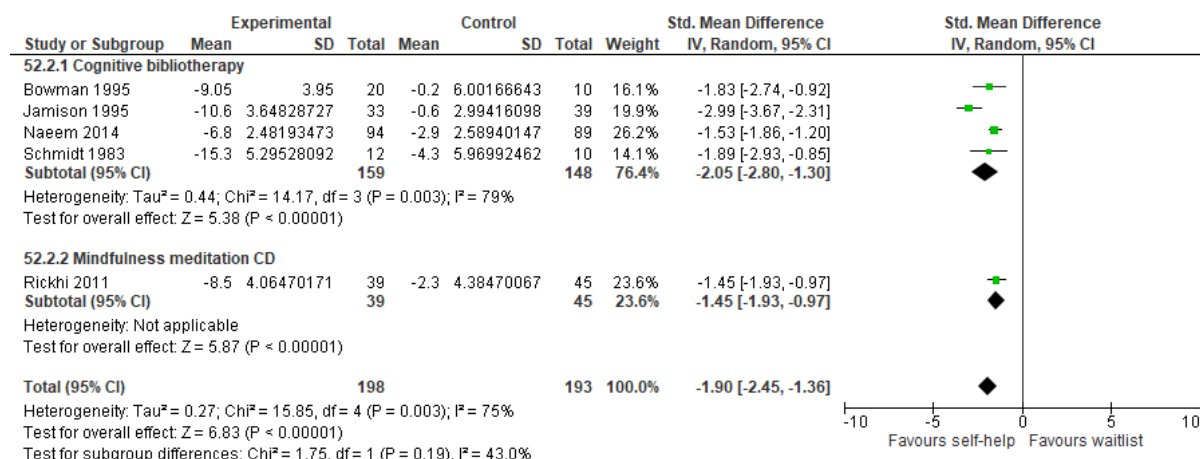 Experimental Control Std. Mean Difference Std. Mean Difference
Study or Subgroup Mean SD Total Mean SD Total Weight IV, Random, 95% CI IV, Random, 95% CI
52.2.1 Cognitive bibliotherapy
Bowman 1995 -9.05 3.95 20 -0.2 6.00166643 10 16.1% -1.83 [-2.74, -0.92]
Jamison 1995 -10.6 3.64828727 33 -0.6 2.99416098 39 19.9% -2.99 [-3.67, -2.31]
Naeem 2014 -6.8 2.48193473 94 -2.9 2.58940147 89 26.2% -1.53 [-1.86, -1.20]
Schmidt 1983 -15.3 5.29528092 12 -4.3 5.96992462 10 14.1% -1.89 [-2.93, -0.85]
Subtotal (95% CI) 159 148 76.4% -2.05 [-2.80, -1.30]
Heterogeneity: Tau² = 0.44; Chi² = 14.17, df = 3 (P = 0.003); I² = 79%
Test for overall effect: Z = 5.38 (P < 0.00001)
52.2.2 Mindfulness meditation CD
Rickhi 2011 -8.5 4.06470171 39 -2.3 4.38470067 45 23.6% -1.45 [-1.93, -0.97]
Subtotal (95% CI) 39 45 23.6% -1.45 [-1.93, -0.97]
Heterogeneity: Not applicable
Test for overall effect: Z = 5.87 (P < 0.00001)
Total (95% CI) 198 193 100.0% -1.90 [-2.45, -1.36]
Heterogeneity: Tau² = 0.27; Chi² = 15.85, df = 4 (P = 0.003); I² = 75%
Test for overall effect: Z = 6.83 (P < 0.00001)
Test for subgroup differences: Chi² = 1.75, df = 1 (P = 0.19), I² = 43.0%
-10 -5 0 5 10
Favours self-help Favours waitlist